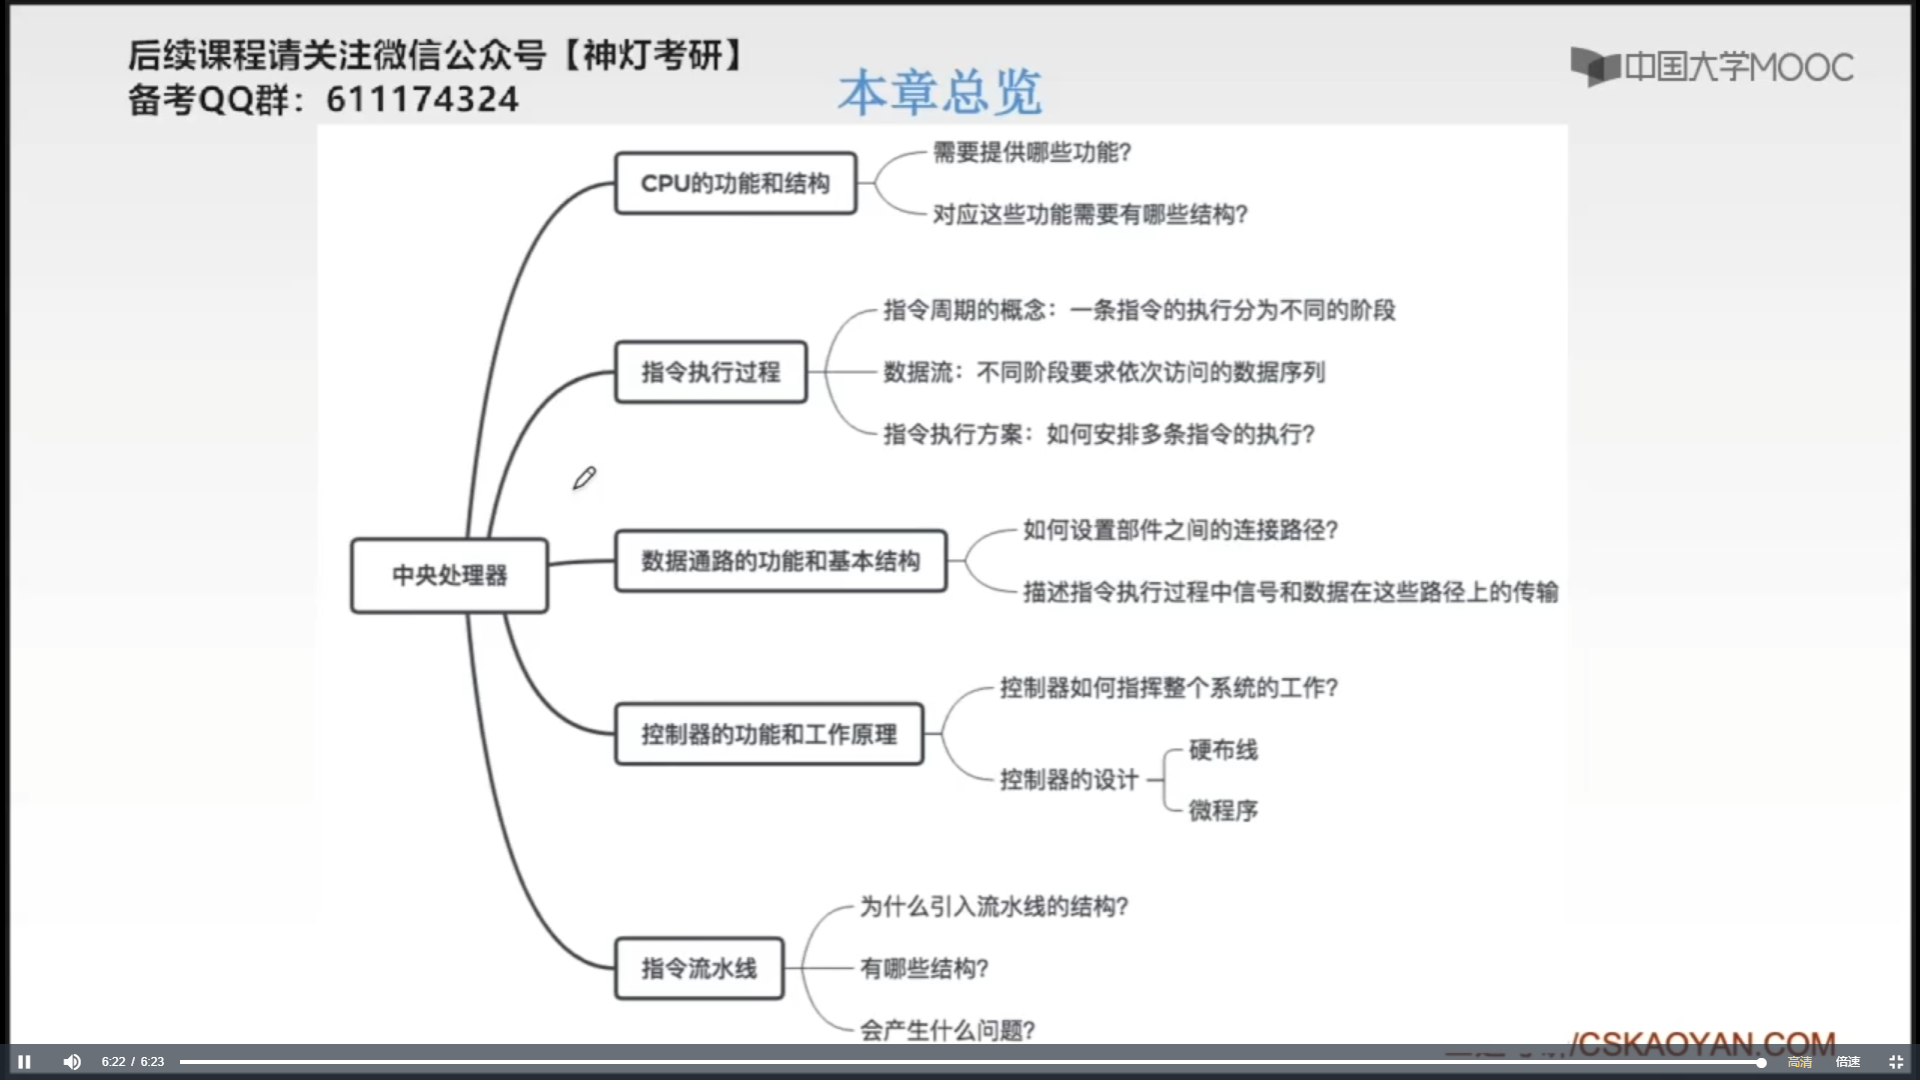 后续课程请关注微信公众号【神灯考研】
备考QQ群：611174324
本章总览
中国大学MOOC
中央处理器
CPU的功能和结构
需要提供哪些功能?
对应这些功能需要有哪些结构?
指令执行过程
指令周期的概念：一条指令的执行分为不同的阶段
数据流：不同阶段要求依次访问的数据序列
指令执行方案：如何安排多条指令的执行?
数据通路的功能和基本结构
如何设置部件之间的连接路径?
描述指令执行过程中信号和数据在这些路径上的传输
控制器的功能和工作原理
控制器如何指挥整个系统的工作?
控制器的设计
硬布线
微程序
指令流水线
为什么引入流水线的结构?
有哪些结构?
会产生什么问题?
/CSKAOYAN.COM
6:22 / 6:23
高清
倍速